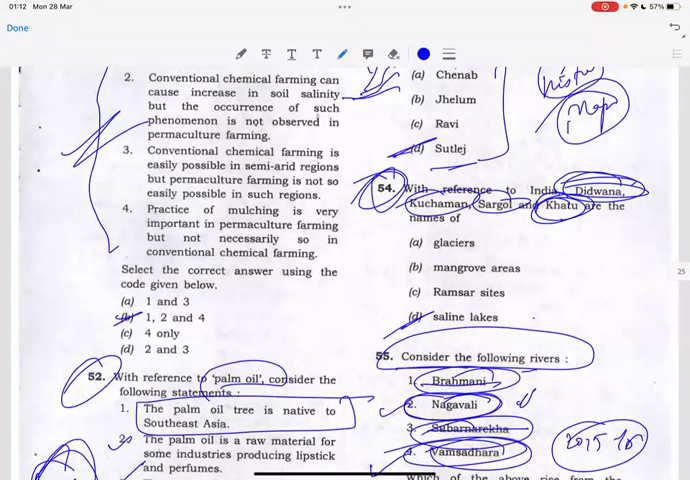 01:12 Mon 28 Mar
57%
Done
2. Conventional chemical farming can
cause increase in soil salinity
but the occurrence of such
phenomenon is not observed in
permaculture farming.
3. Conventional chemical farming is
easily possible in semi-arid regions
but permaculture farming is not so
easily possible in such regions.
4. Practice of mulching is very
important in permaculture farming
but not necessarily so in
conventional chemical farming.
Select the correct answer using the
code given below.
(a) 1 and 3
(b) 1, 2 and 4
(c) 4 only
(d) 2 and 3
52. With reference to 'palm oil', consider the
following statements :
1. The palm oil tree is native to
Southeast Asia.
2. The palm oil is a raw material for
some industries producing lipstick
and perfumes.
(a) Chenab
(b) Jhelum
(c) Ravi
(d) Sutlej
Map
54. With reference to India, Didwana,
Kuchaman, Sargol and Khatu are the
names of
(a) glaciers
(b) mangrove areas
(c) Ramsar sites
(d) saline lakes
55. Consider the following rivers :
1. Brahmani
2. Nagavali
3. Subarnarekha
4. Vamsadhara
Which of the above rise from the
25